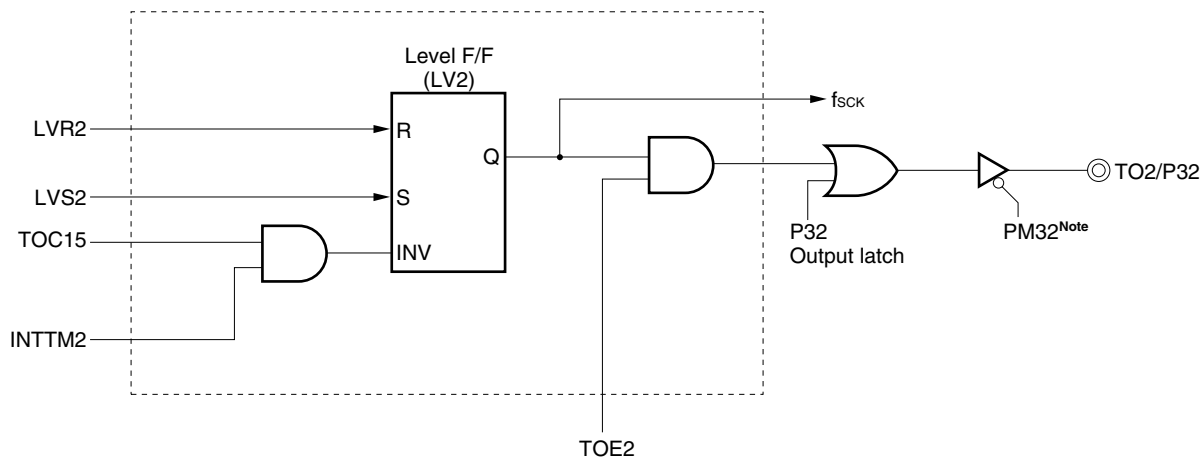 Level F/F
(LV2)
fSCK
LVR2
R
Q
TO2/P32
LVS2
S
P32
Output latch
PM32Note
TOC15
INV
INTTM2
TOE2